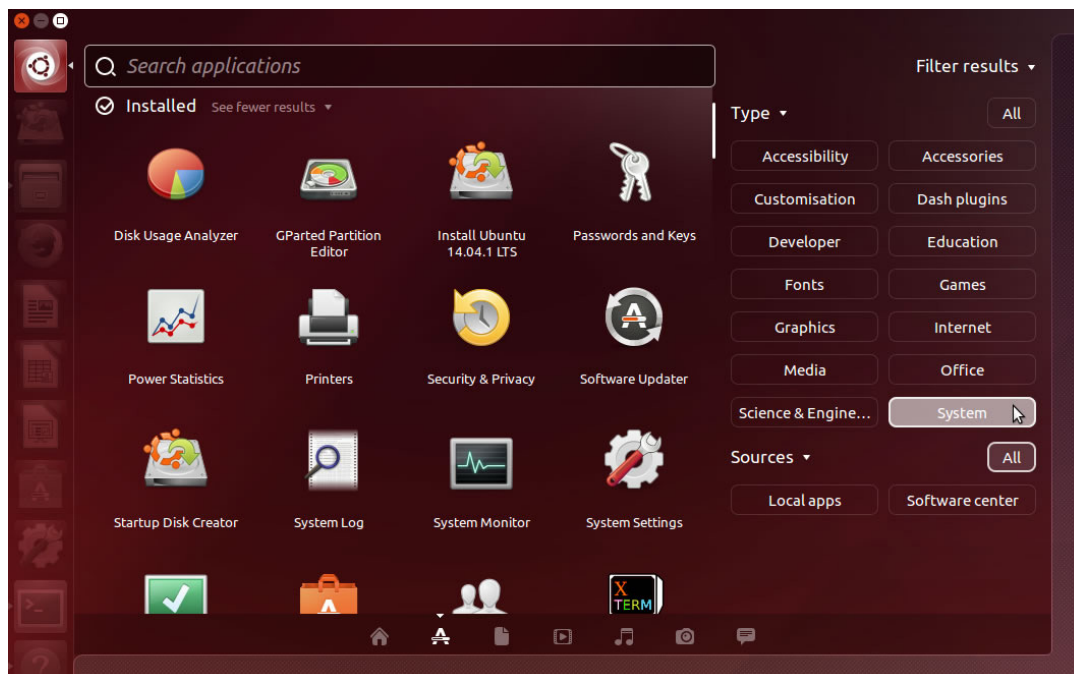 Search applications
Filter results
Installed See fewer results
Type
All
Accessibility
Accessories
Customisation
Dash plugins
Developer
Education
Fonts
Games
Graphics
Internet
Media
Office
Science & Engine...
System
Sources
All
Local apps
Software center
Disk Usage Analyzer
GParted Partition
Editor
Install Ubuntu
14.04.1 LTS
Passwords and Keys
Power Statistics
Printers
Security & Privacy
Software Updater
Startup Disk Creator
System Log
System Monitor
System Settings
X
TERM